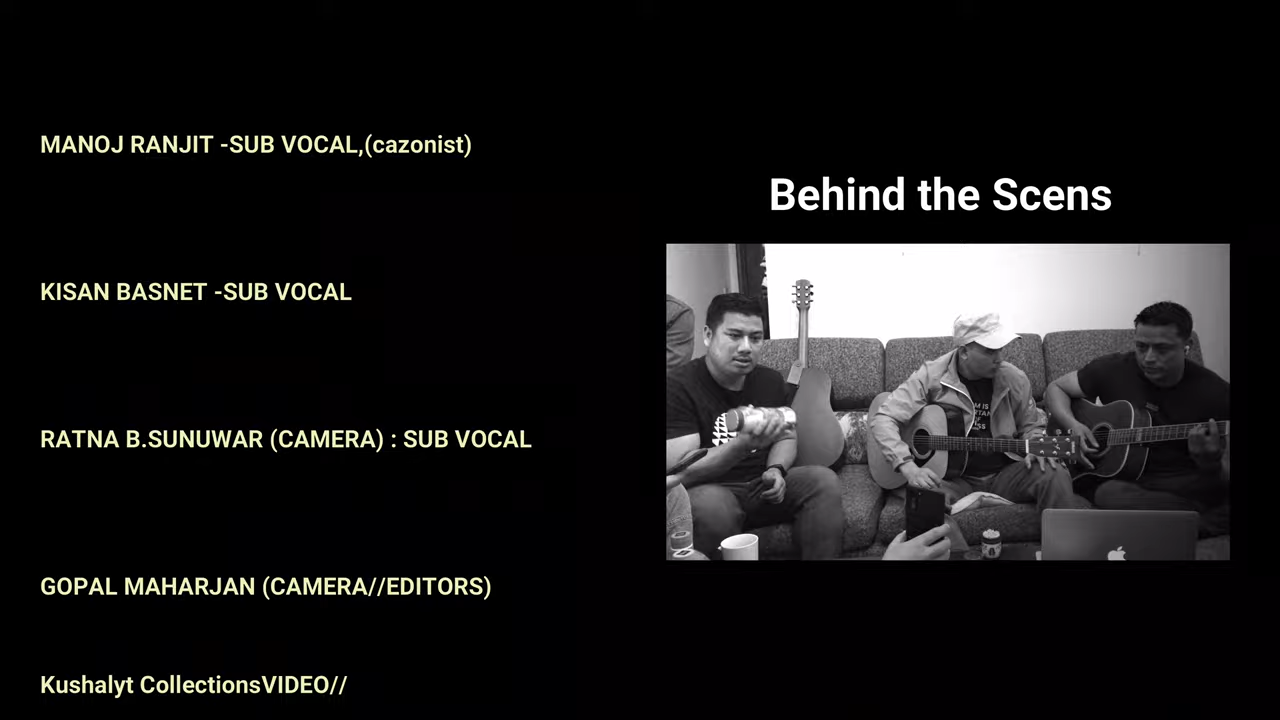 MANOJ RANJIT -SUB VOCAL,(cazonist)
KISAN BASNET -SUB VOCAL
RATNA B.SUNUWAR (CAMERA) : SUB VOCAL
GOPAL MAHARJAN (CAMERA//EDITORS)
Kushalyt CollectionsVIDEO//
Behind the Scens